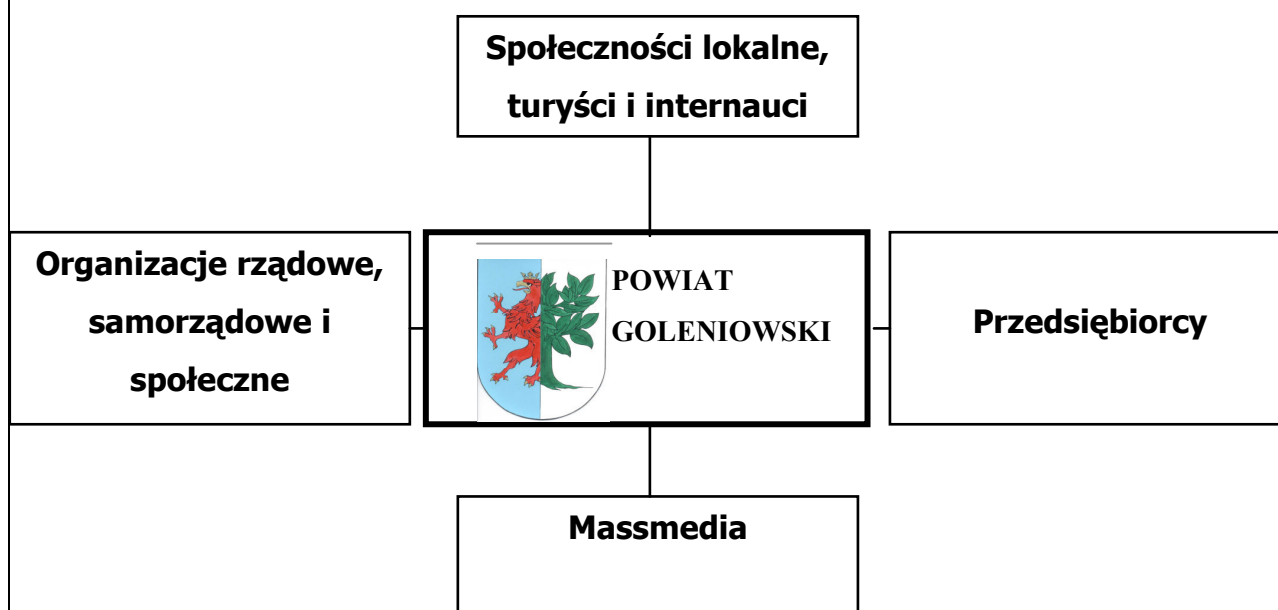 Społeczności lokalne,
turyści i internauci
Organizacje rządowe,
samorządowe i
społeczne
POWIAT
GOLENIOWSKI
Przedsiębiorcy
Massmedia